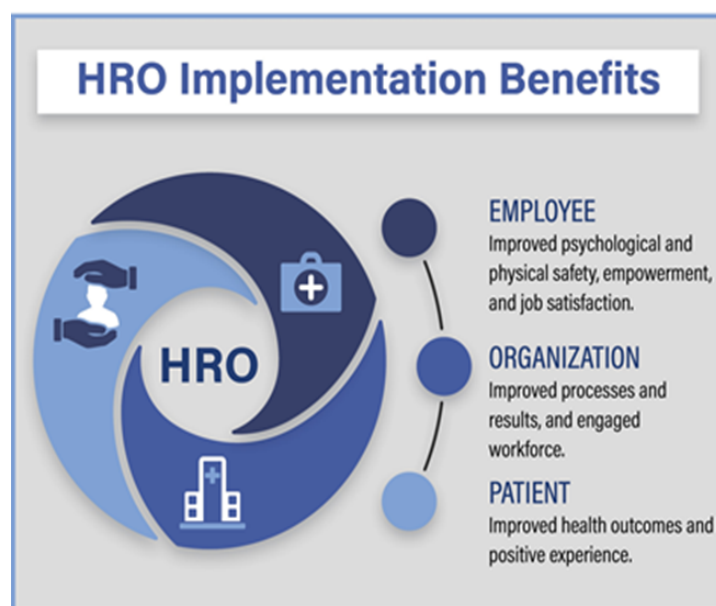 HRO Implementation Benefits
HRO
EMPLOYEE
Improved psychological and
physical safety, empowerment,
and job satisfaction.
ORGANIZATION
Improved processes and
results, and engaged
workforce.
PATIENT
Improved health outcomes and
positive experience.